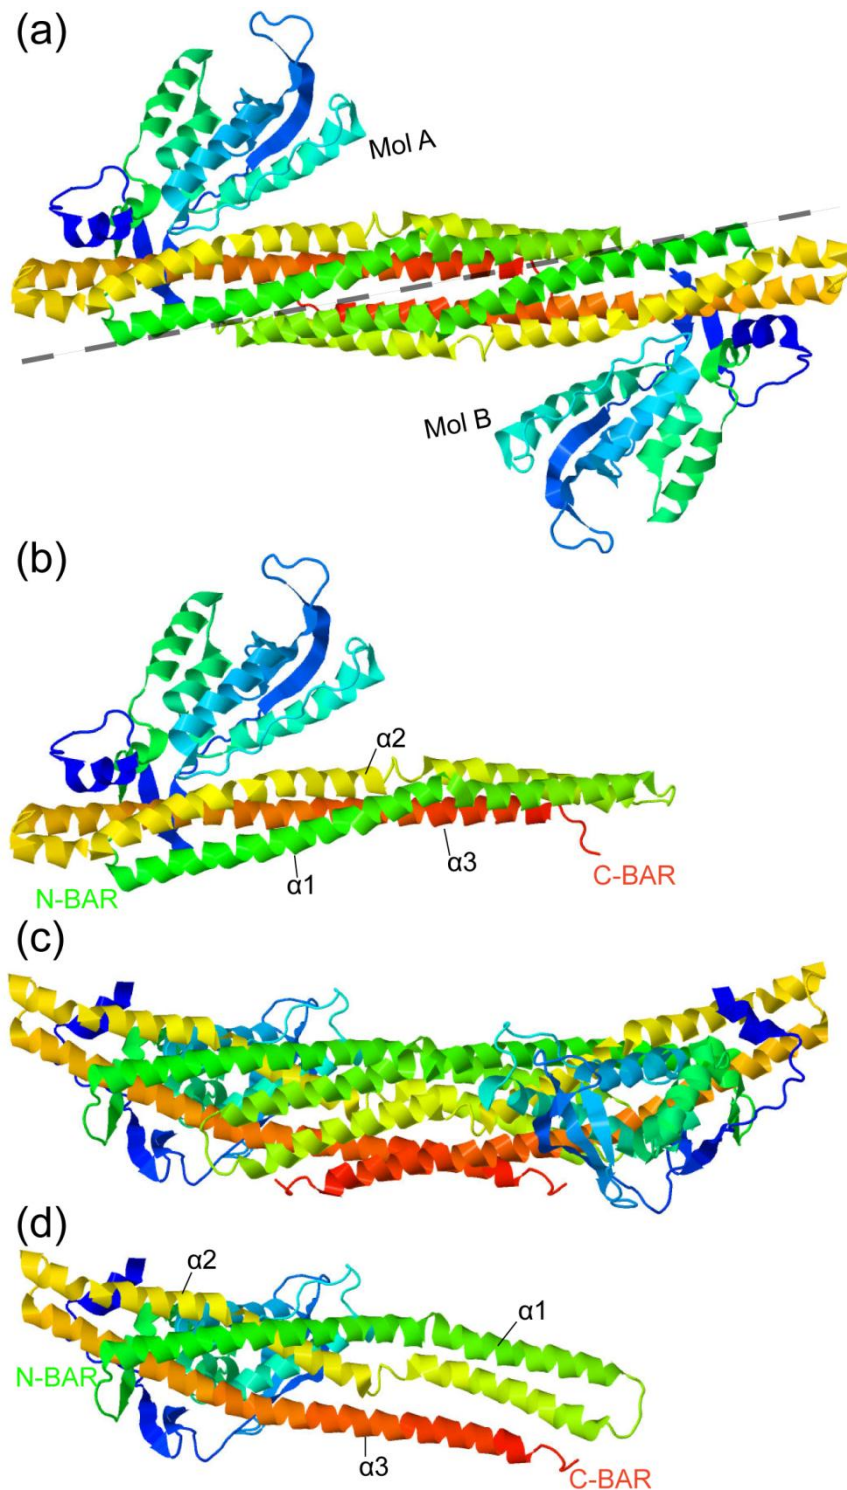 (a)
Mol A
Mol B
(b)
α2
α1
α3
N-BAR
C-BAR
(c)
(d)
α2
α1
N-BAR
α3
C-BAR